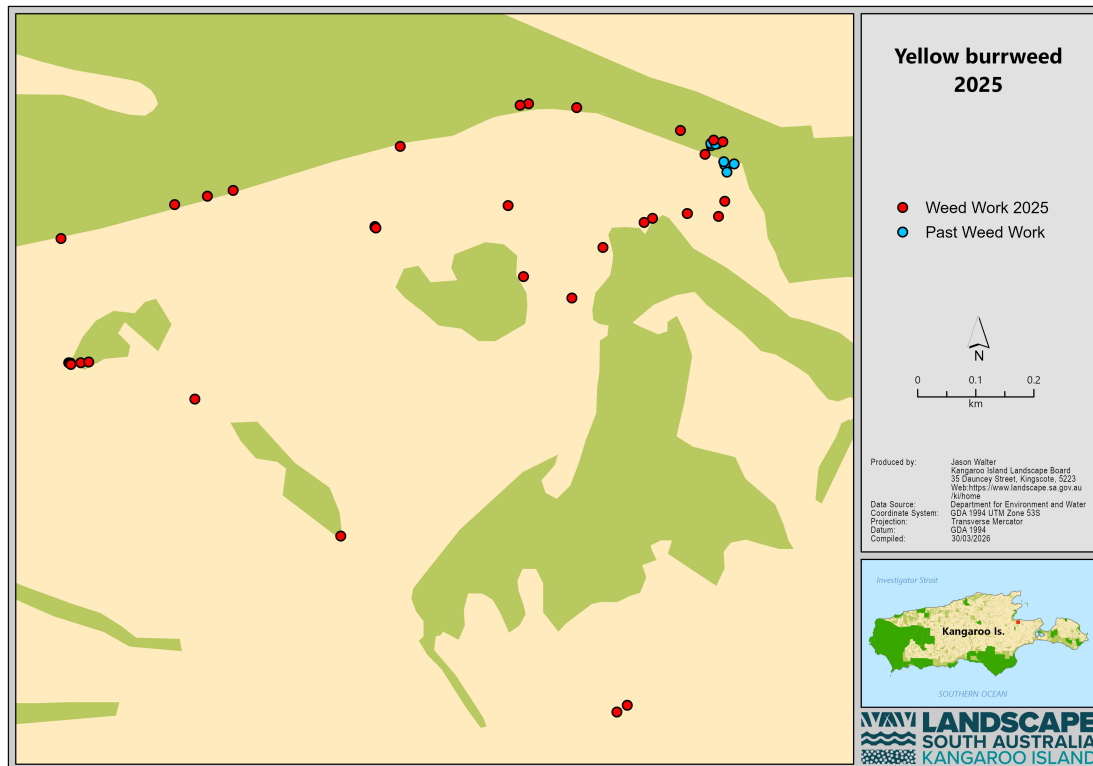 Yellow burrweed
2025
Weed Work 2025
Past Weed Work
N
0 0.1 0.2
km
Produced by: Jason Walter
Kangaroo Island Landscape Board
35 Dauncey Street, Kingscote, 5223
Web:https://www.landscape.sa.gov.au
/ki/home
Data Source: Department for Environment and Water
Coordinate System: GDA 1994 UTM Zone 53S
Projection: Transverse Mercator
Datum: GDA 1994
Compiled: 30/03/2026
Investigator Strait
Kangaroo Is.
SOUTHERN OCEAN
LANDSCAPE
SOUTH AUSTRALIA
KANGAROO ISLAND